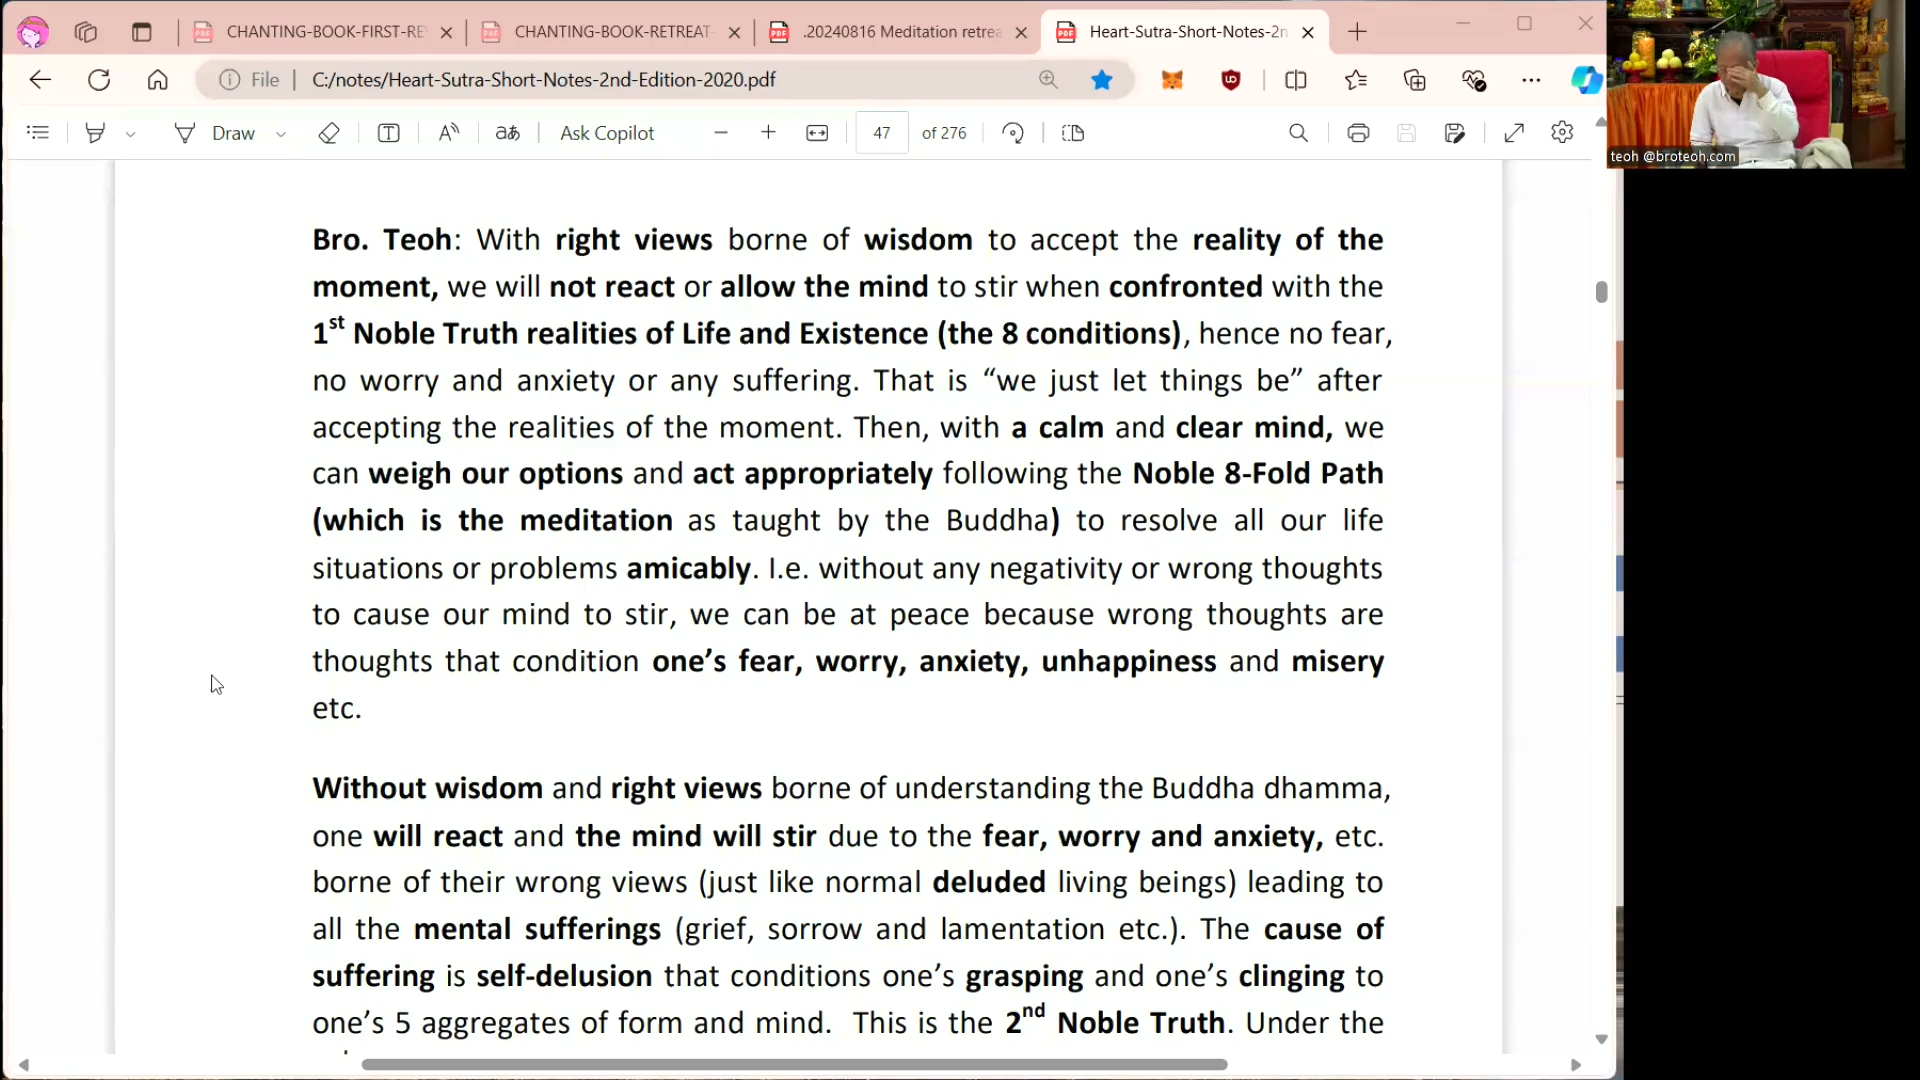 CHANTING-BOOK-FIRST-RE
CHANTING-BOOK-RETREAT-
.20240816 Meditation retrea
Heart-Sutra-Short-Notes-2n
File
C:/notes/Heart-Sutra-Short-Notes-2nd-Edition-2020.pdf
Draw
Ask Copilot
47
of 276
teoh @broteoh.com
Bro. Teoh: With right views borne of wisdom to accept the reality of the
moment, we will not react or allow the mind to stir when confronted with the
1st Noble Truth realities of Life and Existence (the 8 conditions), hence no fear,
no worry and anxiety or any suffering. That is “we just let things be” after
accepting the realities of the moment. Then, with a calm and clear mind, we
can weigh our options and act appropriately following the Noble 8-Fold Path
(which is the meditation as taught by the Buddha) to resolve all our life
situations or problems amicably. I.e. without any negativity or wrong thoughts
to cause our mind to stir, we can be at peace because wrong thoughts are
thoughts that condition one’s fear, worry, anxiety, unhappiness and misery
etc.
Without wisdom and right views borne of understanding the Buddha dhamma,
one will react and the mind will stir due to the fear, worry and anxiety, etc.
borne of their wrong views (just like normal deluded living beings) leading to
all the mental sufferings (grief, sorrow and lamentation etc.). The cause of
suffering is self-delusion that conditions one’s grasping and one’s clinging to
one’s 5 aggregates of form and mind.  This is the 2nd Noble Truth. Under the